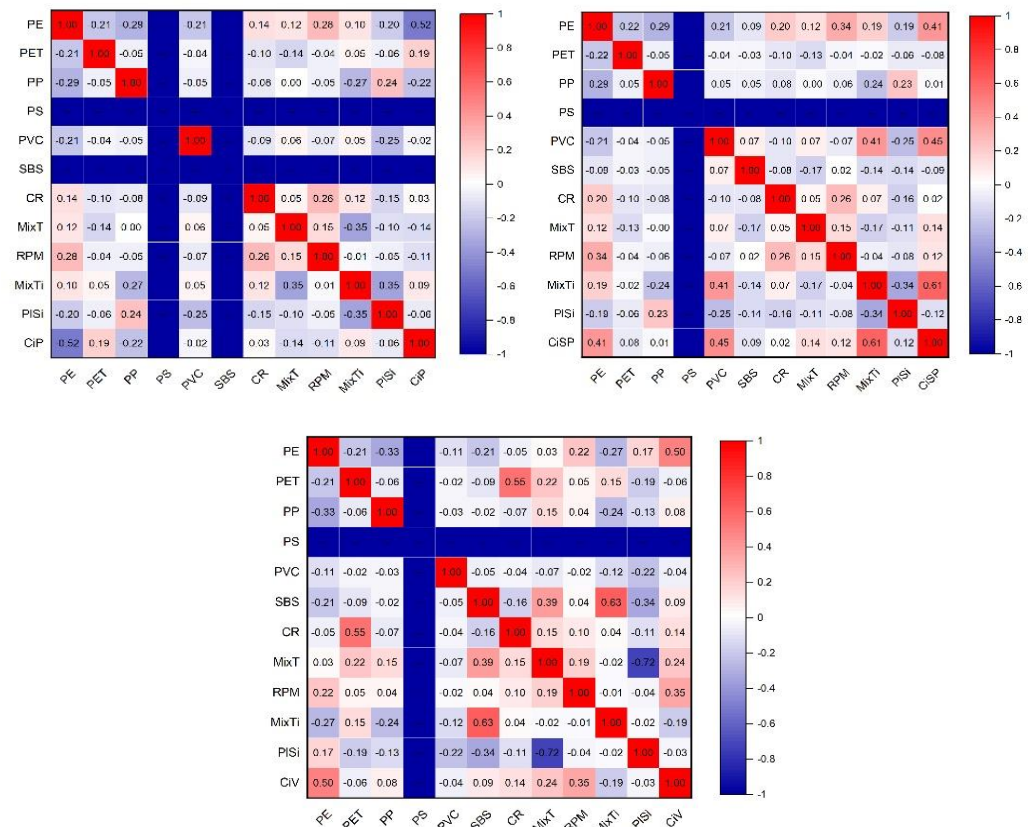 PE 1.00 -0.21 -0.29 -0.21 0.14 0.12 0.28 0.10 -0.20 -0.52
PET -0.21 1.00 -0.05 -0.04 -0.10 -0.14 -0.04 0.05 -0.06 0.19
PP -0.29 -0.05 1.00 -0.05 -0.08 0.00 -0.06 -0.27 0.24 -0.22
PS
PVC -0.21 -0.04 -0.05 1.00 -0.09 0.06 -0.07 0.05 -0.25 -0.02
SBS
CR 0.14 -0.10 -0.08 -0.09 1.00 0.05 0.26 0.12 -0.15 0.03
MixT 0.12 -0.14 0.00 0.06 0.05 1.00 0.15 -0.35 -0.10 -0.14
RPM 0.28 -0.04 -0.05 -0.07 0.26 0.15 1.00 -0.01 -0.05 -0.11
MixTi 0.10 0.05 -0.27 0.05 0.12 -0.35 -0.01 1.00 -0.35 0.09
PlSi -0.20 -0.06 0.24 -0.25 -0.15 -0.10 -0.05 -0.35 1.00 -0.06
CiP -0.52 0.19 -0.22 -0.02 0.03 -0.14 -0.11 0.09 -0.06 1.00
PE PET PP PS PVC SBS CR MixT RPM MixTi PlSi CiP
1
0.8
0.6
0.4
0.2
0
-0.2
-0.4
-0.6
-0.8
-1
PE 1.00 -0.22 -0.29 -0.21 -0.09 0.20 0.12 0.34 0.19 -0.19 0.41
PET -0.22 1.00 -0.05 -0.04 -0.03 -0.10 -0.13 -0.04 -0.02 -0.06 -0.08
PP -0.29 -0.05 1.00 -0.05 -0.05 -0.08 0.00 -0.06 -0.24 0.23 0.01
PS
PVC -0.21 -0.04 -0.05 1.00 0.07 -0.10 0.07 -0.07 0.41 -0.25 0.45
SBS -0.09 -0.03 -0.05 0.07 1.00 -0.08 -0.17 0.02 -0.14 -0.14 -0.09
CR 0.20 -0.10 -0.08 -0.10 -0.08 1.00 0.05 0.26 0.07 -0.16 0.02
MixT 0.12 -0.13 -0.00 0.07 -0.17 0.05 1.00 0.15 -0.17 -0.11 0.14
RPM 0.34 -0.04 -0.06 -0.07 0.02 0.26 0.15 1.00 -0.04 -0.08 0.12
MixTi 0.19 -0.02 -0.24 0.41 -0.14 0.07 -0.17 -0.04 1.00 -0.34 0.61
PlSi -0.19 -0.06 0.23 -0.25 -0.14 -0.16 -0.11 -0.08 -0.34 1.00 -0.12
CiSP 0.41 -0.08 0.01 0.45 -0.09 0.02 0.14 0.12 0.61 -0.12 1.00
PE PET PP PS PVC SBS CR MixT RPM MixTi PlSi CiSP
1
0.8
0.6
0.4
0.2
0
-0.2
-0.4
-0.6
-0.8
-1
PE 1.00 -0.21 -0.33 -0.11 -0.21 -0.05 0.03 0.22 -0.27 0.17 0.50
PET -0.21 1.00 -0.06 -0.02 -0.09 0.55 0.22 0.05 0.15 -0.19 -0.06
PP -0.33 -0.06 1.00 -0.03 -0.02 -0.07 0.15 0.04 -0.24 -0.13 0.08
PS
PVC -0.11 -0.02 -0.03 1.00 -0.05 -0.04 -0.07 -0.02 -0.12 -0.22 -0.04
SBS -0.21 -0.09 -0.02 -0.05 1.00 -0.16 0.39 0.04 0.63 -0.34 0.09
CR -0.05 0.55 -0.07 -0.04 -0.16 1.00 0.15 0.10 0.04 -0.11 0.14
MixT 0.03 0.22 0.15 -0.07 0.39 0.15 1.00 0.19 -0.02 -0.72 0.24
RPM 0.22 0.05 0.04 -0.02 0.04 0.10 0.19 1.00 -0.01 -0.04 0.35
MixTi -0.27 0.15 -0.24 -0.12 0.63 0.04 -0.02 -0.01 1.00 -0.02 -0.19
PlSi 0.17 -0.19 -0.13 -0.22 -0.34 -0.11 -0.72 -0.04 -0.02 1.00 -0.03
CiV 0.50 -0.06 0.08 -0.04 0.09 0.14 0.24 0.35 -0.19 -0.03 1.00
PE PET PP PS PVC SBS CR MixT RPM MixTi PlSi CiV
1
0.8
0.6
0.4
0.2
0
-0.2
-0.4
-0.6
-0.8
-1